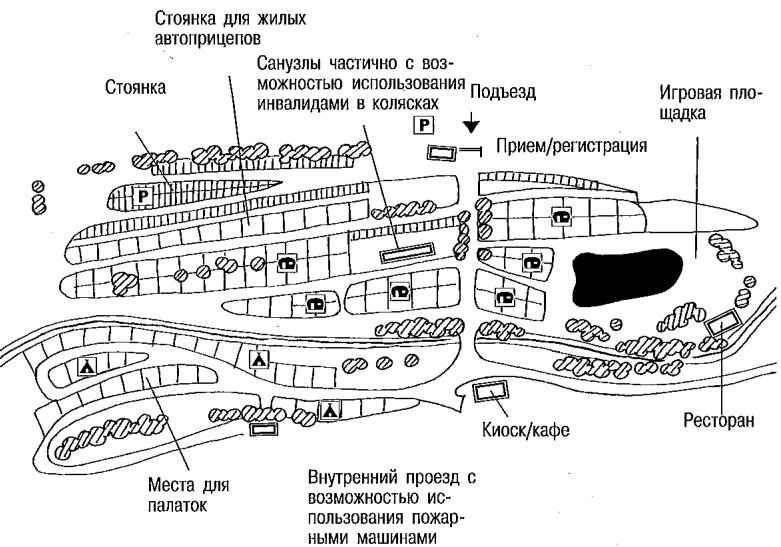 Стоянка для жилых
автоприцепов
Санузлы частично с воз-
можностью использования
инвалидами в колясках
Стоянка
Подъезд
Игровая пло-
щадка
P
Прием/регистрация
P
Киоск/кафе
Ресторан
Места для
палаток
Внутренний проезд с
возможностью ис-
пользования пожар-
ными машинами